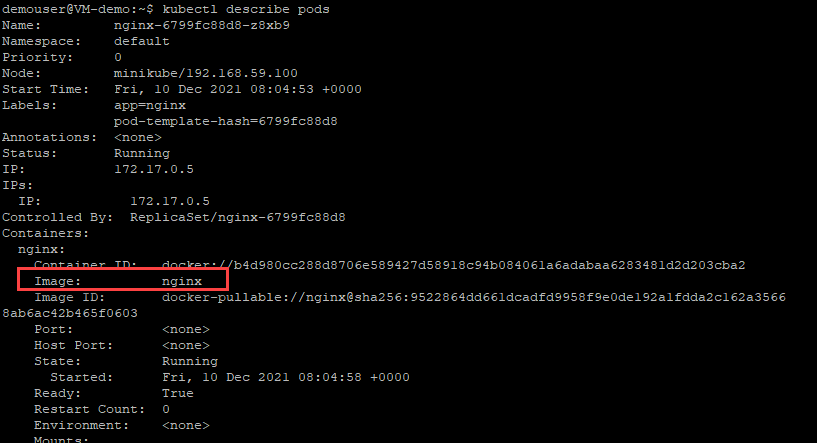 demouser@VM-demo:~$ kubectl describe pods
Name:         nginx-6799fc88d8-z8xb9
Namespace:    default
Priority:     0
Node:         minikube/192.168.59.100
Start Time:   Fri, 10 Dec 2021 08:04:53 +0000
Labels:       app=nginx
              pod-template-hash=6799fc88d8
Annotations:  <none>
Status:       Running
IP:           172.17.0.5
IPs:
  IP:           172.17.0.5
Controlled By:  ReplicaSet/nginx-6799fc88d8
Containers:
  nginx:
    Container ID:   docker://b4d980cc288d8706e589427d58918c94b084061a6adabaa6283481d2d203cba2
    Image:          nginx
    Image ID:       docker-pullable://nginx@sha256:9522864dd661dcadfd9958f9e0de192a1fdda2c162a3566
8ab6ac42b465f0603
    Port:           <none>
    Host Port:      <none>
    State:          Running
      Started:      Fri, 10 Dec 2021 08:04:58 +0000
    Ready:          True
    Restart Count:  0
    Environment:    <none>
    Mounts: